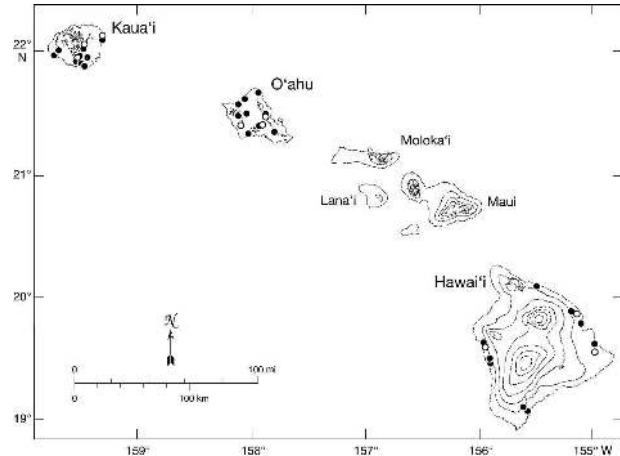 Kaua‘i
22°
N
O‘ahu
21°
Moloka‘i
Lana‘i
Maui
Hawai‘i
20°
N
0 100 mi
0 100 km
19°
159° 158° 157° 156° 155° W